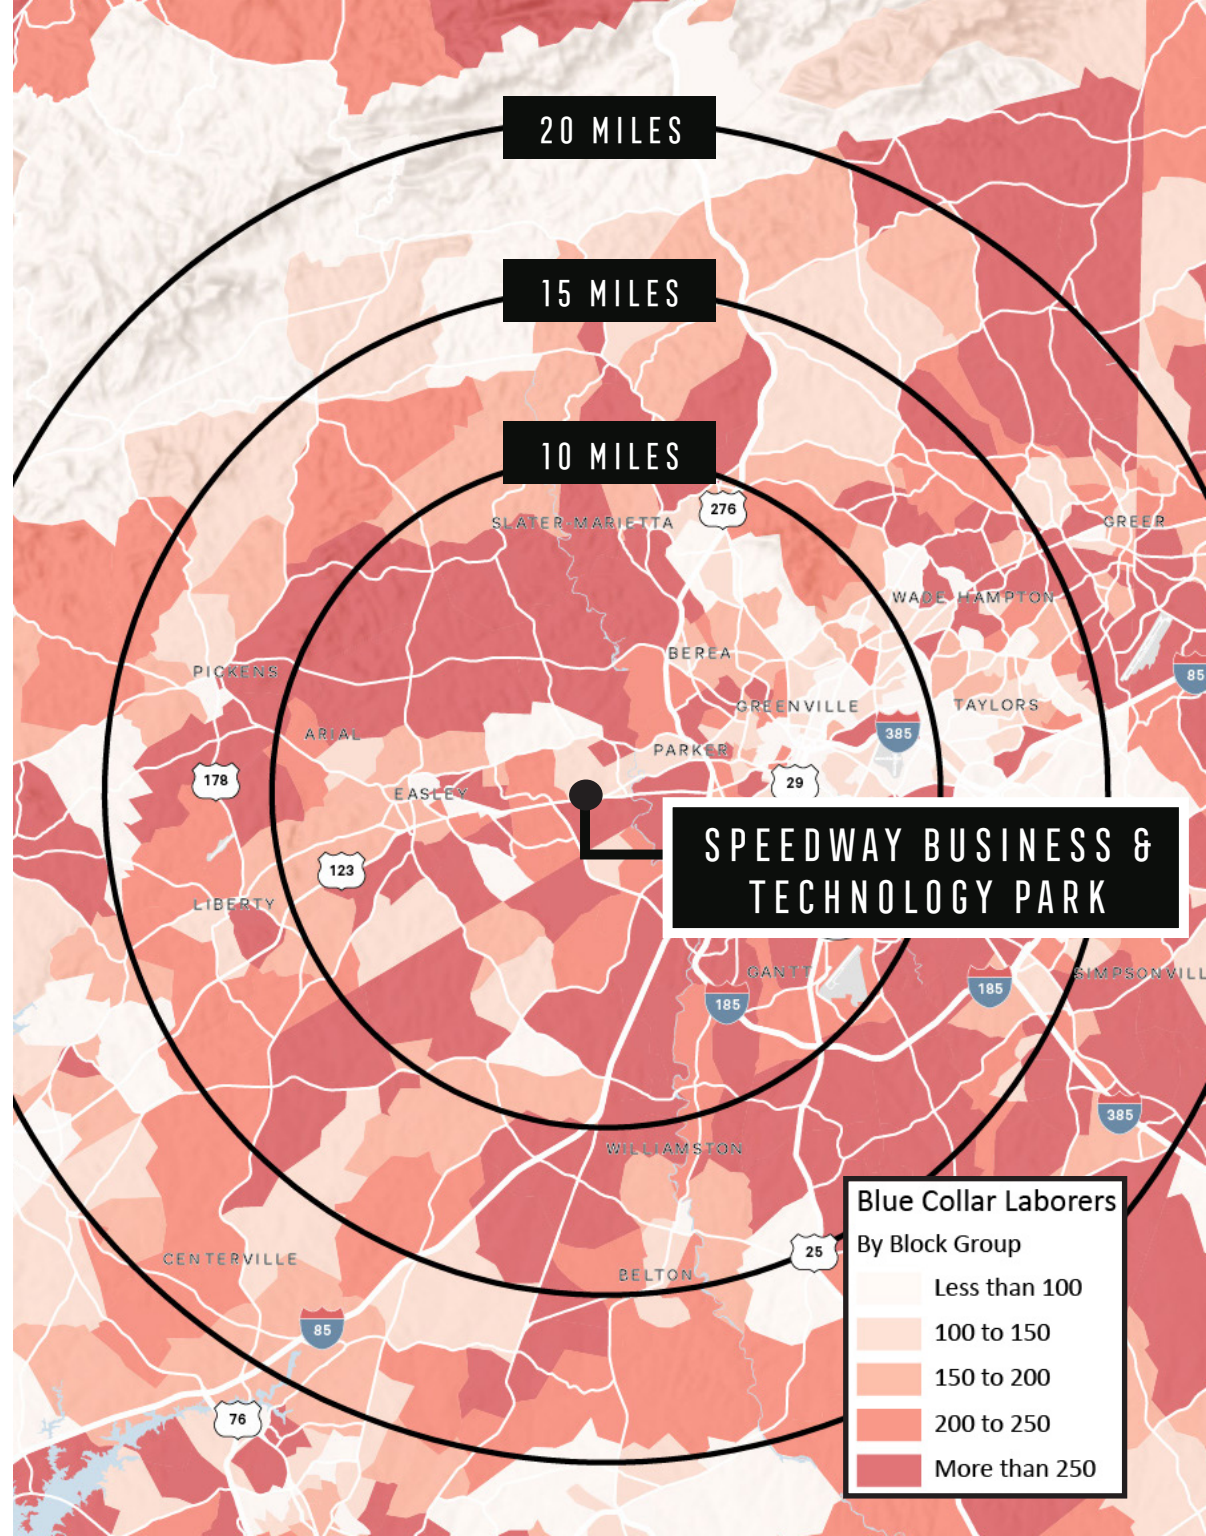 20 MILES
15 MILES
10 MILES
276
SLATER-MARIETTA
GREER
WADE HAMPTON
BEREA
PICKENS
85
GREENVILLE
TAYLORS
ARIAL
385
PARKER
178
29
EASLEY
SPEEDWAY BUSINESS &
TECHNOLOGY PARK
123
LIBERTY
GANTT
SIMPSONVILL
185
185
385
WILLIAMSTON
25
CENTERVILLE
BELTON
85
76
Blue Collar Laborers
By Block Group
Less than 100
100 to 150
150 to 200
200 to 250
More than 250